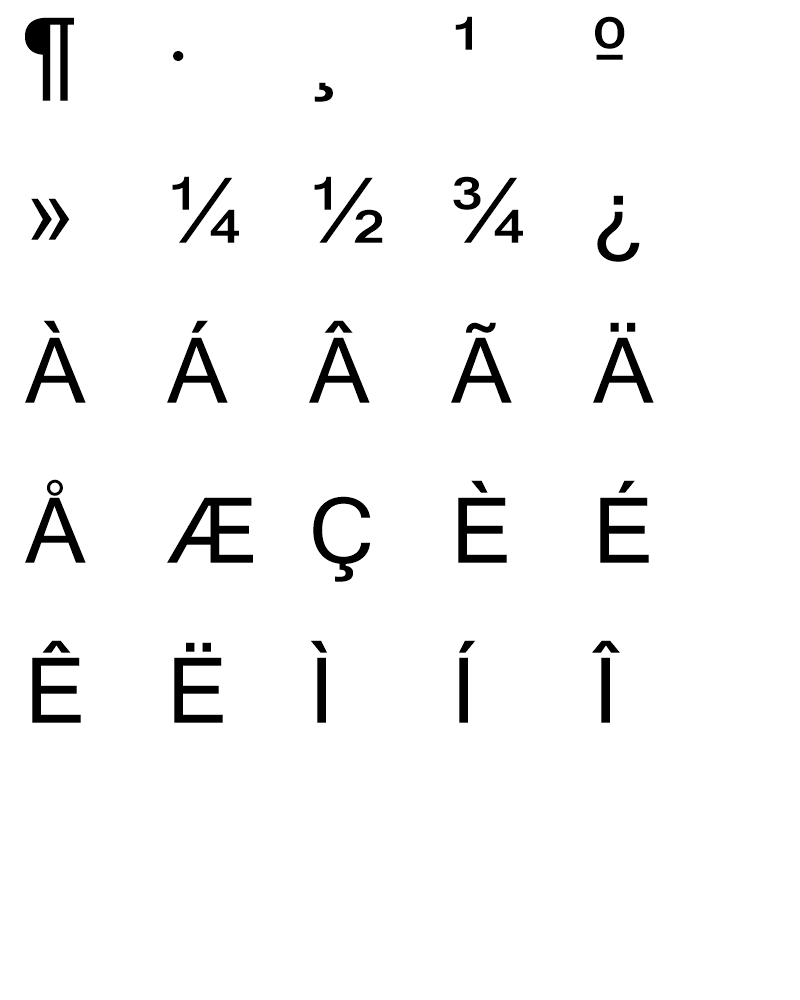 ¶ · ¸ ¹ º
» ¼ ½ ¾ ¿
À Á Â Ã Ä
Å Æ Ç È É
Ê Ë Ì Í Î